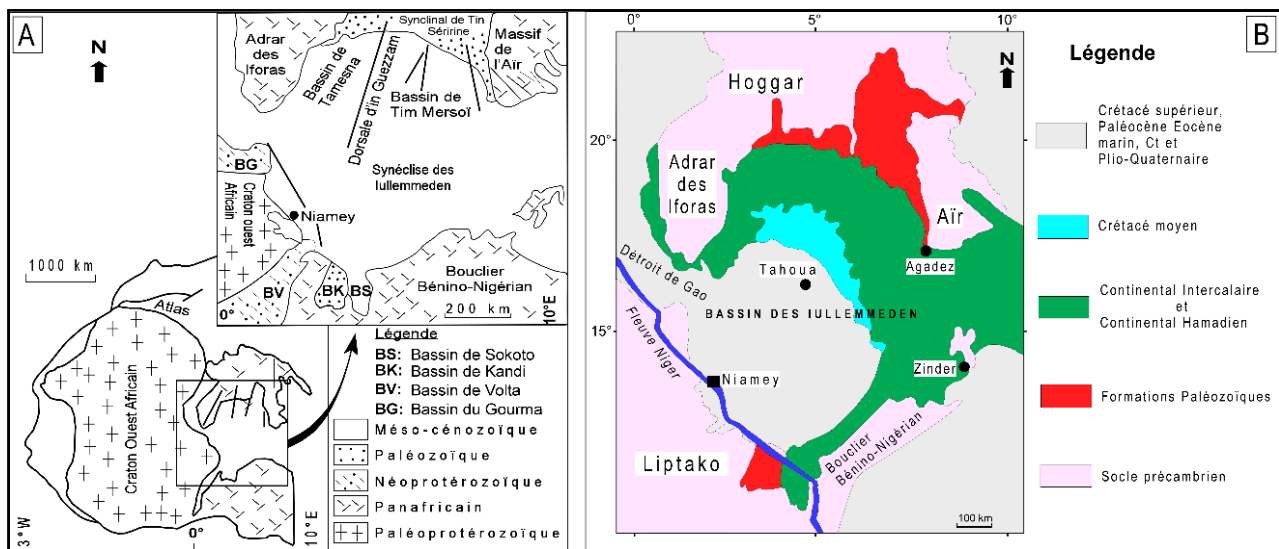 A
N
1000 km
Atlas
Craton Ouest Africain
3°W
0°
10°E
Adrar
des
Iforas
Bassin de
Tamesna
Dorsale d'in Guezzam
Synclinal de Tin
Séririne
Massif
de
l'Aïr
Bassin de
Tim Mersoï
Synéclise des
Iullemmeden
BG
Craton ouest
Africain
Niamey
BV
BK
BS
Bouclier
Bénino-Nigérian
200 km
0°
10°E
Légende
BS: Bassin de Sokoto
BK: Bassin de Kandi
BV: Bassin de Volta
BG: Bassin du Gourma
Méso-cénozoïque
Paléozoïque
Néoprotérozoïque
Panafricain
Paléoprotérozoïque
B
0°
5°
10°
20°
15°
N
Hoggar
Adrar
des
Iforas
Aïr
Agadez
Détroit de Gao
Tahoua
BASSIN DES IULLEMMEDEN
Fleuve Niger
Niamey
Zinder
Liptako
Bouclier
Bénino-Nigérian
100 km
Légende
Crétacé supérieur,
Paléocène Eocène
marin, Ct et
Plio-Quaternaire
Crétacé moyen
Continental Intercalaire
et
Continental Hamadien
Formations Palèozoïques
Socle précambrien